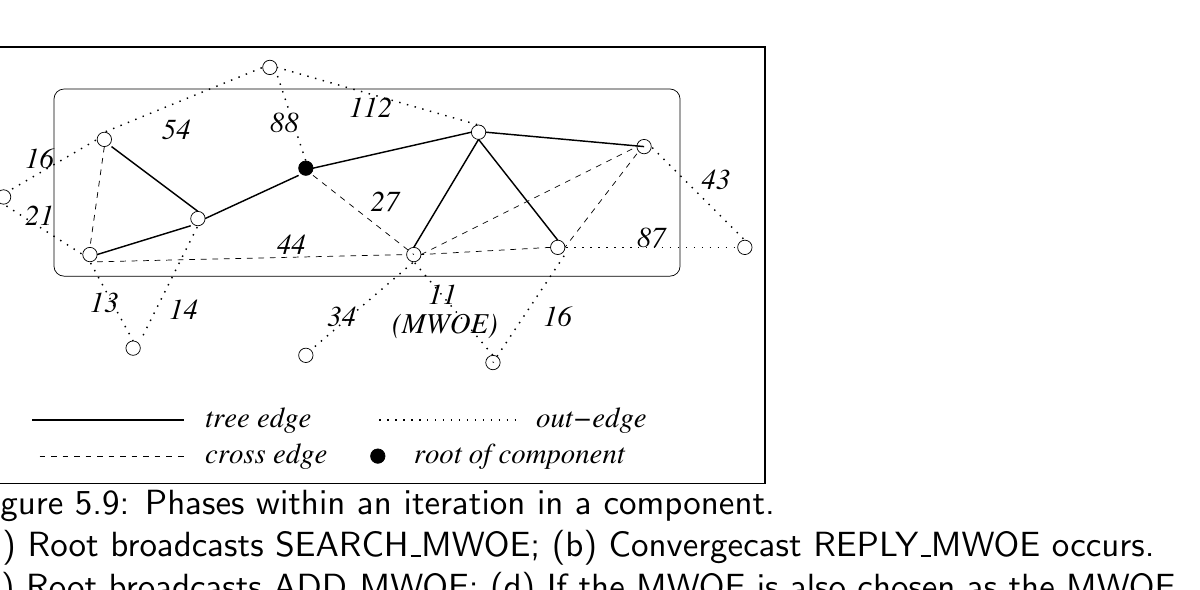 112
88
54
16
43
27
21
87
44
11
13
14
34
(MWOE)
16
tree edge
out−edge
cross edge
root of component
gure 5.9: Phases within an iteration in a component.
) Root broadcasts SEARCH_MWOE; (b) Convergecast REPLY_MWOE occurs.
) Root broadcasts ADD_MWOE; (d) If the MWOE is also chosen as the MWOE